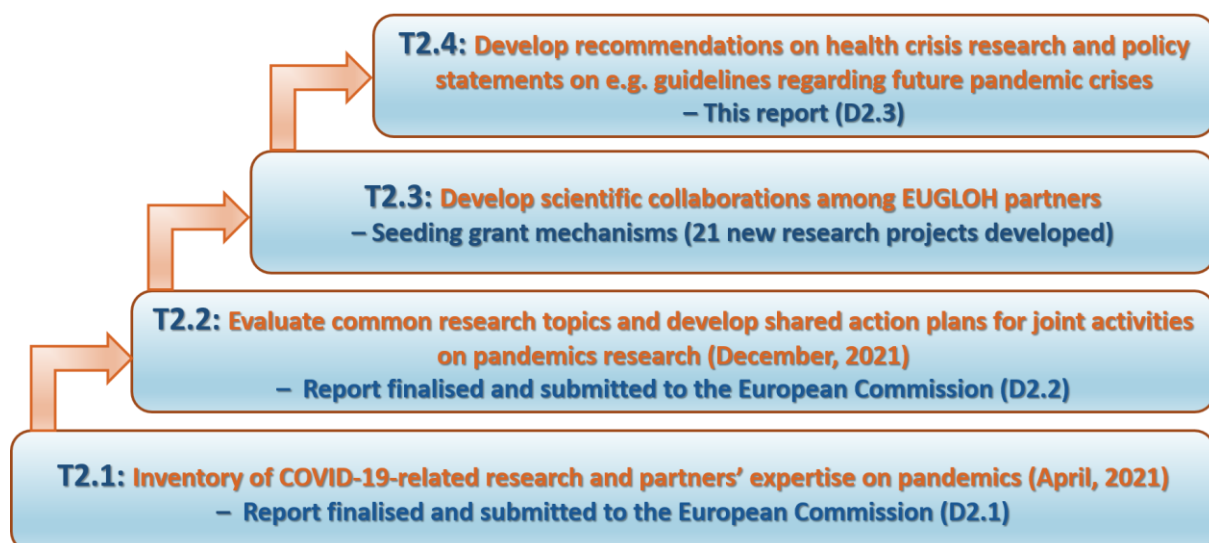 T2.4: Develop recommendations on health crisis research and policy
statements on e.g. guidelines regarding future pandemic crises
– This report (D2.3)
T2.3: Develop scientific collaborations among EUGLOH partners
– Seeding grant mechanisms (21 new research projects developed)
T2.2: Evaluate common research topics and develop shared action plans for joint activities
on pandemics research (December, 2021)
– Report finalised and submitted to the European Commission (D2.2)
T2.1: Inventory of COVID-19-related research and partners’ expertise on pandemics (April, 2021)
– Report finalised and submitted to the European Commission (D2.1)